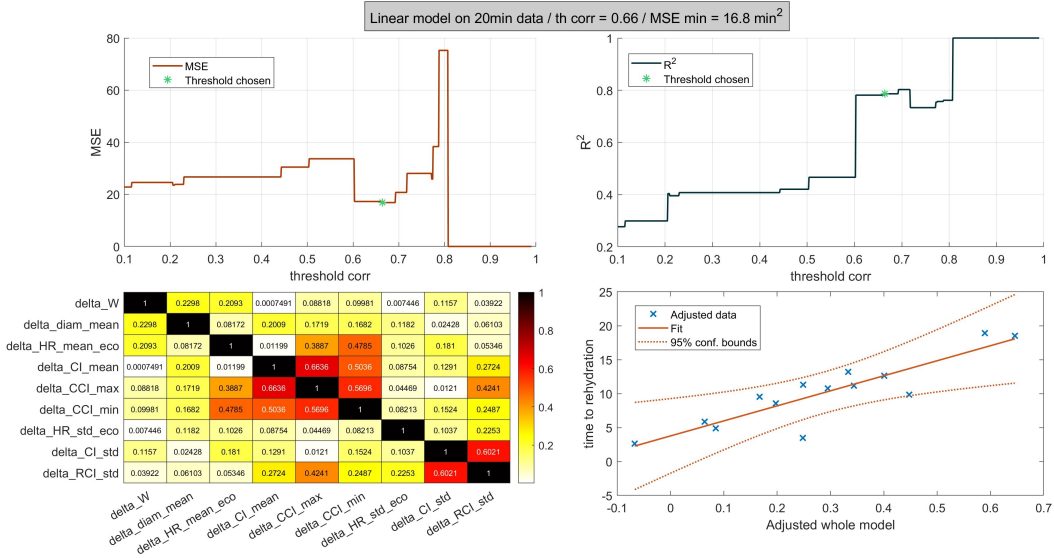 Linear model on 20min data / th corr = 0.66 / MSE min = 16.8 min²
80
60
40
20
0
MSE
MSE
Threshold chosen
0.1 0.2 0.3 0.4 0.5 0.6 0.7 0.8 0.9 1
threshold corr
1
0.8
0.6
0.4
0.2
R²
R²
Threshold chosen
0.1 0.2 0.3 0.4 0.5 0.6 0.7 0.8 0.9 1
threshold corr
delta_W 1 0.2298 0.2093 0.0007491 0.08818 0.09981 0.007446 0.1157 0.03922
delta_diam_mean 0.2298 1 0.08172 0.2009 0.1719 0.1682 0.1182 0.02428 0.06103
delta_HR_mean_eco 0.2093 0.08172 1 0.01199 0.3887 0.4785 0.1026 0.181 0.05346
delta_CI_mean 0.0007491 0.2009 0.01199 1 0.6636 0.5036 0.08754 0.1291 0.2724
delta_CCI_max 0.08818 0.1719 0.3887 0.6636 1 0.5696 0.04469 0.0121 0.4241
delta_CCI_min 0.09981 0.1682 0.4785 0.5036 0.5696 1 0.08213 0.1524 0.2487
delta_HR_std_eco 0.007446 0.1182 0.1026 0.08754 0.04469 0.08213 1 0.1037 0.2253
delta_CI_std 0.1157 0.02428 0.181 0.1291 0.0121 0.1524 0.1037 1 0.6021
delta_RCI_std 0.03922 0.06103 0.05346 0.2724 0.4241 0.2487 0.2253 0.6021 1
delta_W
delta_diam_mean
delta_HR_mean_eco
delta_CI_mean
delta_CCI_max
delta_CCI_min
delta_HR_std_eco
delta_CI_std
delta_RCI_std
1
0.8
0.6
0.4
0.2
25
20
15
10
5
0
-5
time to rehydration
Adjusted data
Fit
95% conf. bounds
-0.1 0 0.1 0.2 0.3 0.4 0.5 0.6 0.7
Adjusted whole model